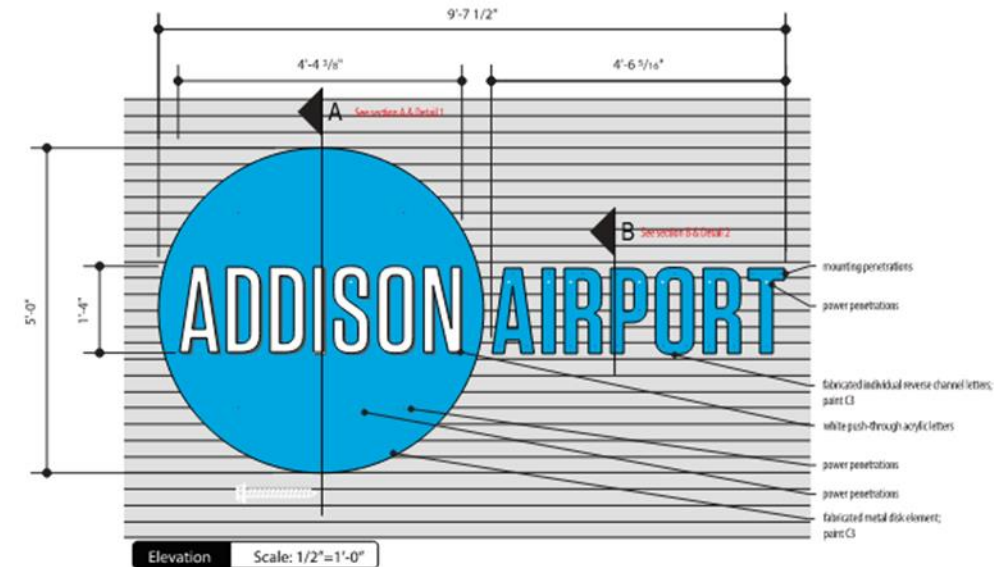 9'-7 1/2"
4'-4 3/8"
4'-6 5/16"
A See section A & Detail 1
B See section B & Detail 2
5'-0"
1'-4"
ADDISON AIRPORT
mounting penetrations
power penetrations
fabricated individual reverse channel letters;
paint C3
white push-through acrylic letters
power penetrations
power penetrations
fabricated metal disk element;
paint C3
Elevation Scale: 1/2"=1'-0"